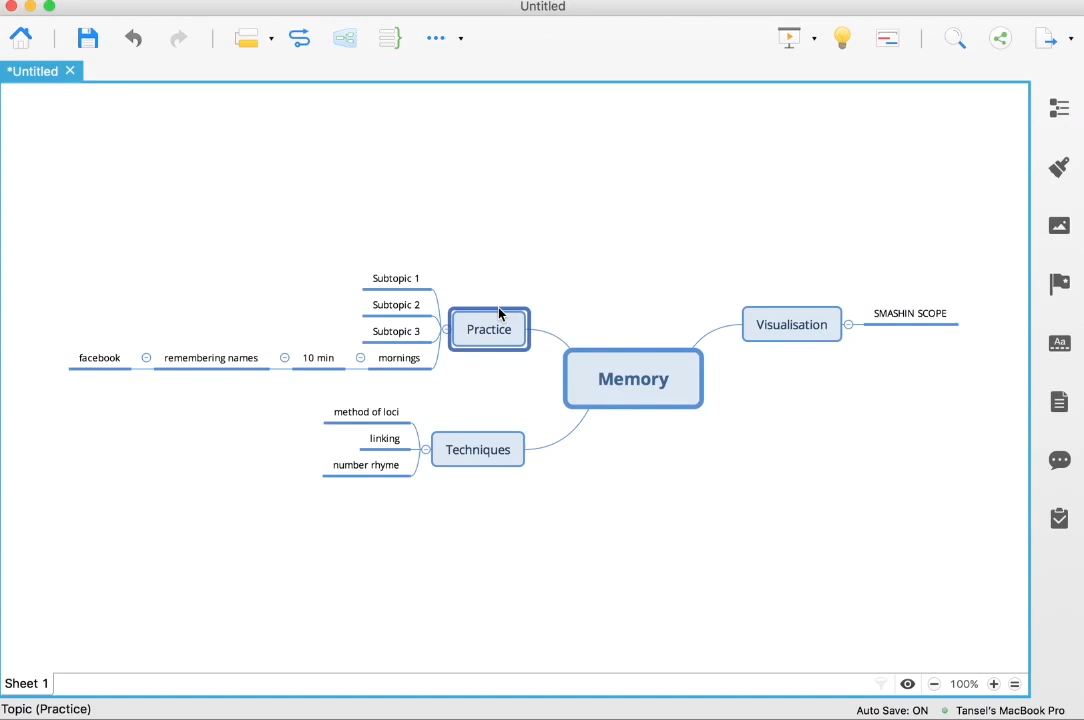 Untitled
*Untitled
Subtopic 1
Subtopic 2
Subtopic 3
Practice
facebook
remembering names
10 min
mornings
Memory
Visualisation
SMASHIN SCOPE
method of loci
linking
number rhyme
Techniques
Aa
Sheet 1
100%
Topic (Practice)
Auto Save: ON
Tansel's MacBook Pro